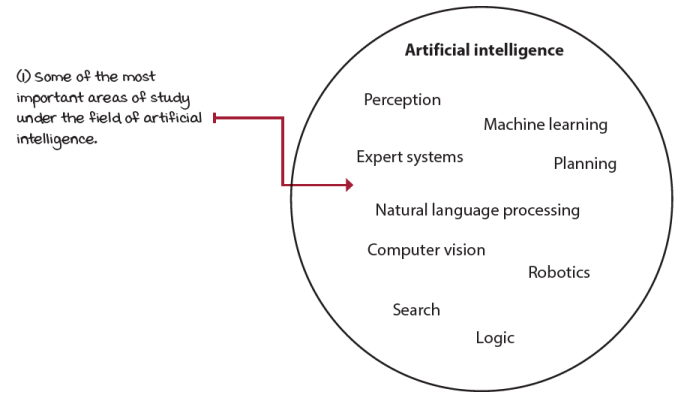 (1) Some of the most
important areas of study
under the field of artificial
intelligence.
Artificial intelligence
Perception
Machine learning
Expert systems
Planning
Natural language processing
Computer vision
Robotics
Search
Logic